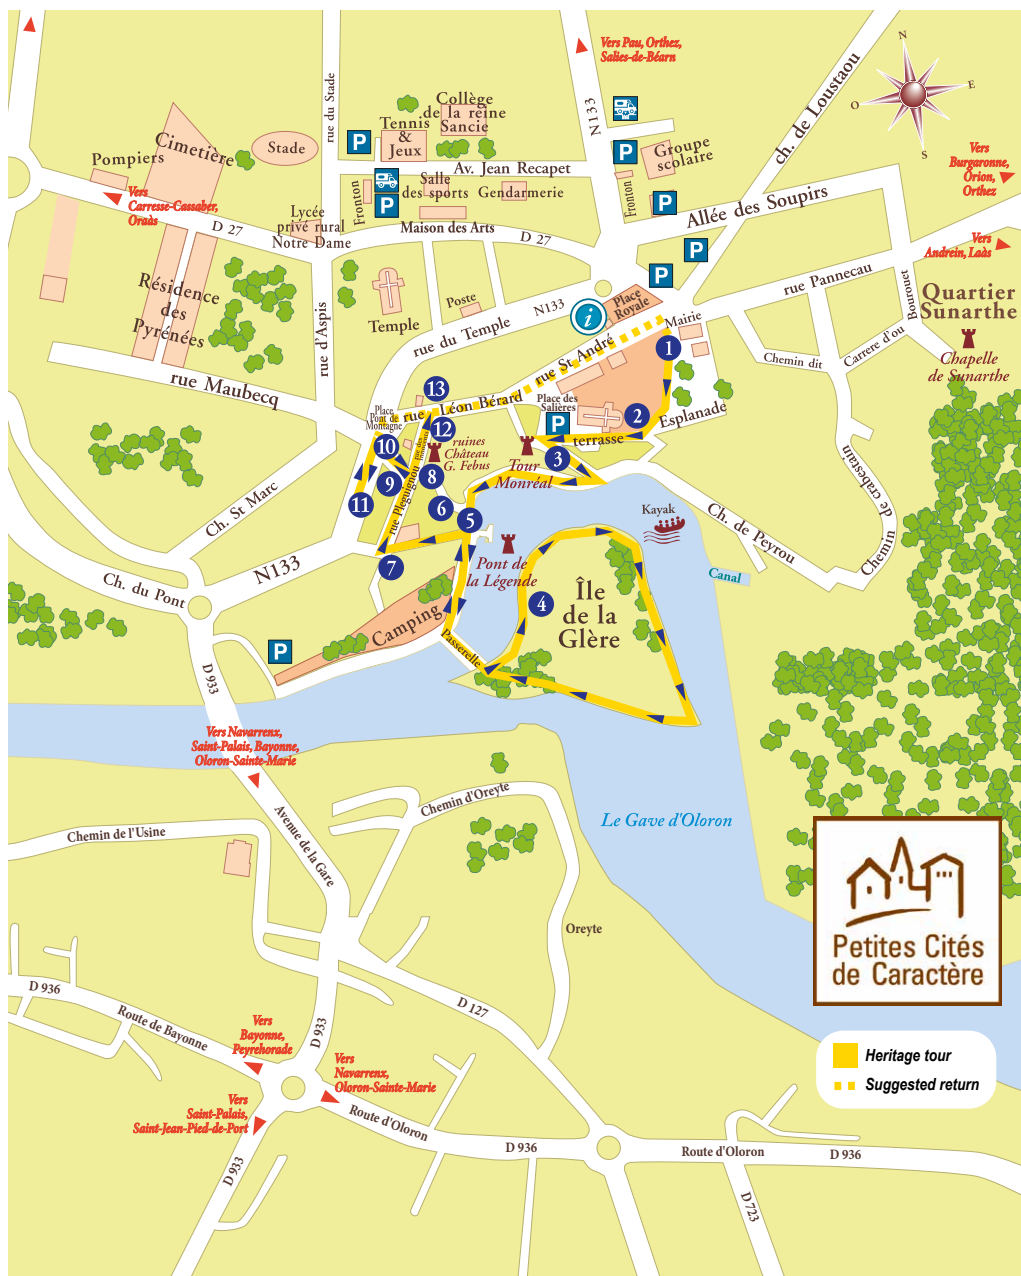 N
E
S
O
Vers Pau, Orthez,
Salies-de-Béarn
N 133
ch. de Loustaou
rue du Stade
Collège
de la reine
Sancie
Tennis
&
Jeux
P
Cimetière
Pompiers
Stade
Av. Jean Recapet
P
Groupe
scolaire
Vers
Burgaronne,
Orion,
Orthez
Vers
Carresse-Cassaber,
Oraàs
Fronton
P
Salle
des sports
Gendarmerie
Maison des Arts
Fronton
P
Allée des Soupirs
Lycée
privé rural
Notre Dame
D 27
D 27
P
P
Vers
Andrein, Laàs
Résidence
des
Pyrénées
Temple
Poste
N133
rue du Temple
i
Place
Royale
rue Pannecau
Bourouet
Quartier
Sunarthe
Chapelle
de Sunarthe
rue d'Aspis
rue Maubecq
Mairie
1
rue St André
Chemin dit
Carrere d'ou
13
rue Léon Bérard
Place
Pont de
Montagne
Place des
Salières
P
2
Esplanade
terrasse
12
10
ruines
Château
G. Febus
Tour
Monréal
3
9
8
11
6
5
7
rue Pléguignou
Ch. St Marc
N133
Ch. du Pont
Kayak
Ch. de Peyrou
Chemin de crabestain
Canal
Pont de
la Légende
4
Île
de la
Glère
Camping
Passerelle
P
D 933
Vers Navarrenx,
Saint-Palais, Bayonne,
Oloron-Sainte-Marie
Le Gave d'Oloron
Chemin d'Oreyte
Chemin de l'Usine
Avenue de la Gare
Oreyte
Petites Cités
de Caractère
D 936
Route de Bayonne
D 933
D 127
Vers
Bayonne,
Peyrehorade
Vers
Navarrenx,
Oloron-Sainte-Marie
Heritage tour
Suggested return
Vers
Saint-Palais,
Saint-Jean-Pied-de-Port
Route d'Oloron
D 936
Route d'Oloron
D 936
D 933
D 723